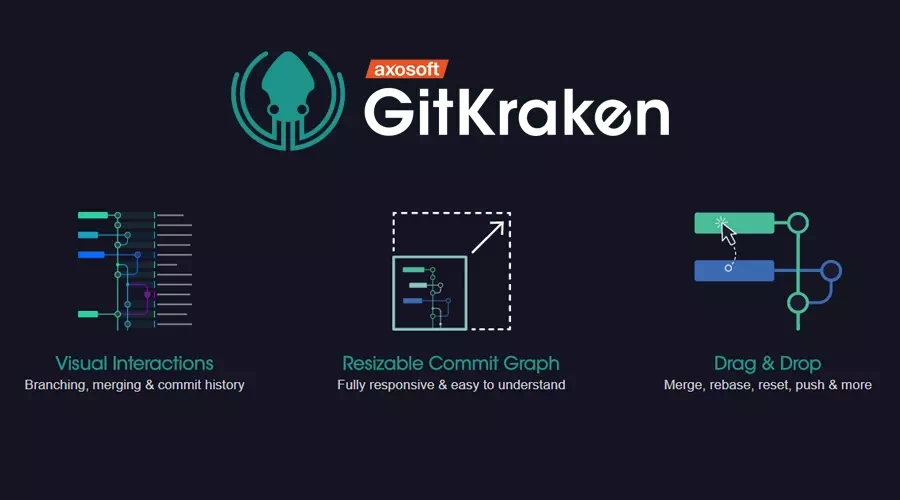 axosoft
GitKraken
Visual Interactions
Branching, merging & commit history
Resizable Commit Graph
Fully responsive & easy to understand
Drag & Drop
Merge, rebase, reset, push & more